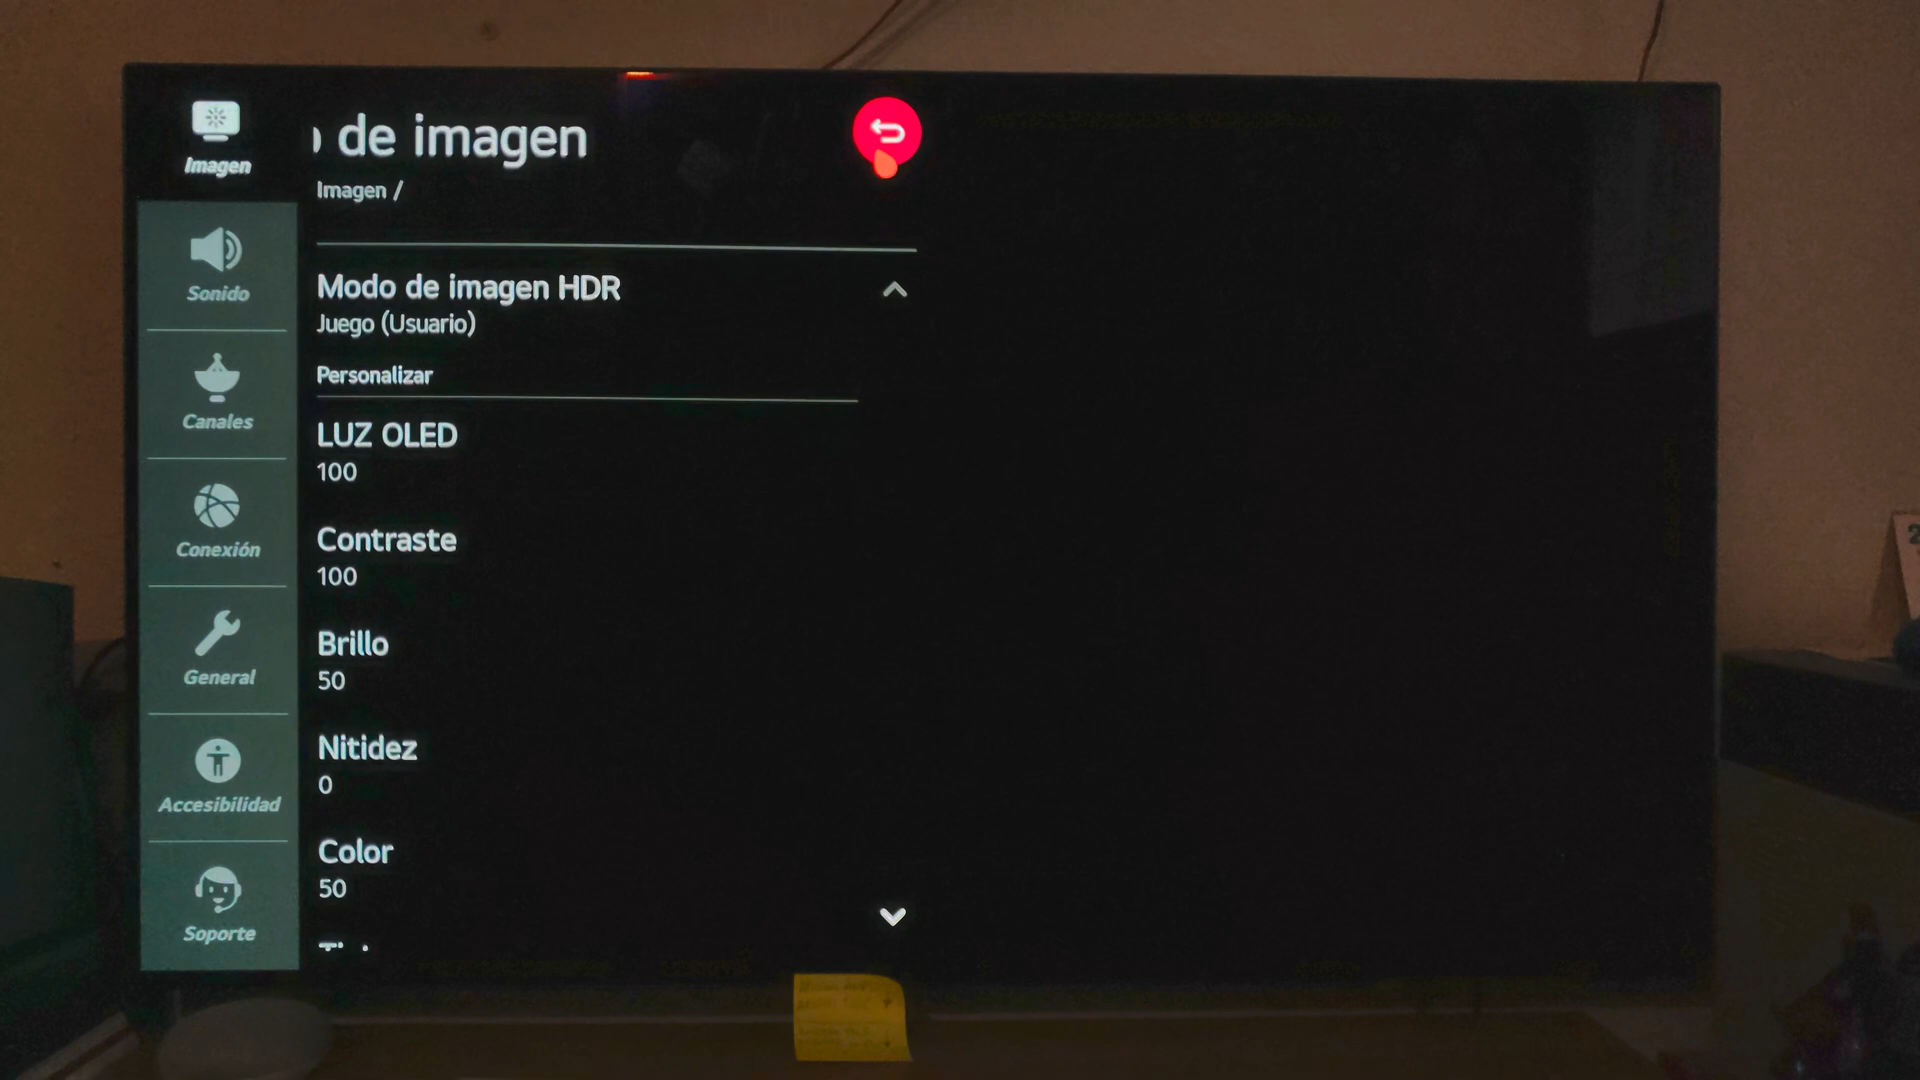 Imagen
Sonido
Canales
Conexión
General
Accesibilidad
Soporte
de imagen
Imagen /
Modo de imagen HDR
Juego (Usuario)
Personalizar
LUZ OLED
100
Contraste
100
Brillo
50
Nitidez
0
Color
50